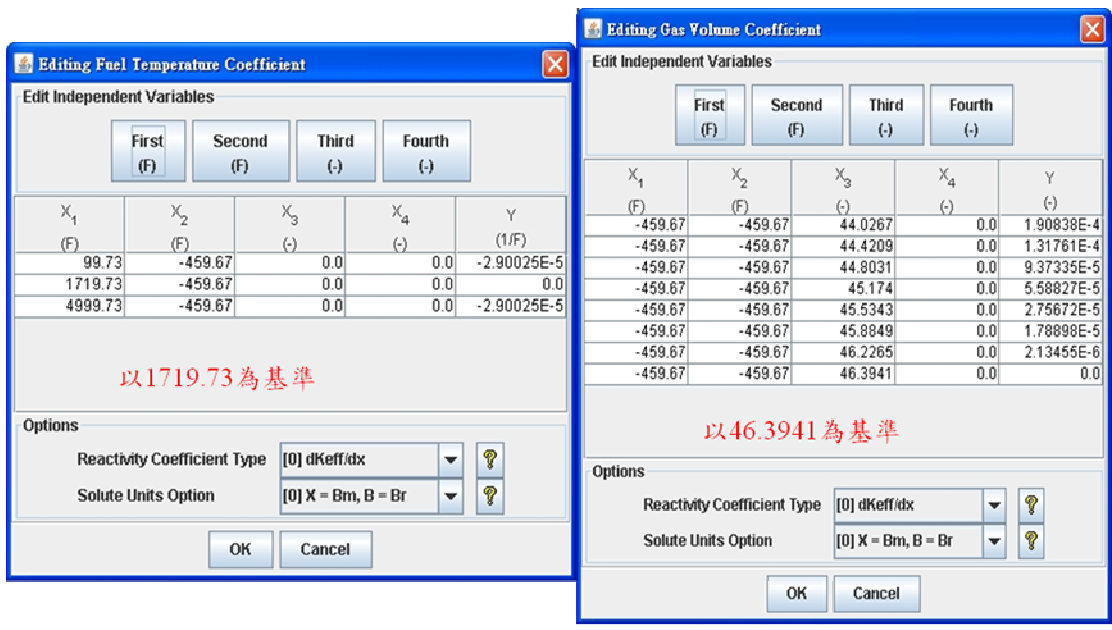 Editing Fuel Temperature Coefficient
Edit Independent Variables
First (F) Second (F) Third (-) Fourth (-)
X1 (F) X2 (F) X3 (-) X4 (-) Y (1/F)
99.73 -459.67 0.0 0.0 -2.90025E-5
1719.73 -459.67 0.0 0.0 0.0
4999.73 -459.67 0.0 0.0 -2.90025E-5
以1719.73為基準
Options
Reactivity Coefficient Type [0] dKeff/dx ?
Solute Units Option [0] X = Bm, B = Br ?
OK Cancel
Editing Gas Volume Coefficient
Edit Independent Variables
First (F) Second (F) Third (-) Fourth (-)
X1 (F) X2 (F) X3 (-) X4 (-) Y (-)
-459.67 -459.67 44.0267 0.0 1.90838E-4
-459.67 -459.67 44.4209 0.0 1.31761E-4
-459.67 -459.67 44.8031 0.0 9.37335E-5
-459.67 -459.67 45.174 0.0 5.58827E-5
-459.67 -459.67 45.5343 0.0 2.75672E-5
-459.67 -459.67 45.8849 0.0 1.78898E-5
-459.67 -459.67 46.2265 0.0 2.13455E-6
-459.67 -459.67 46.3941 0.0 0.0
以46.3941為基準
Options
Reactivity Coefficient Type [0] dKeff/dx ?
Solute Units Option [0] X = Bm, B = Br ?
OK Cancel